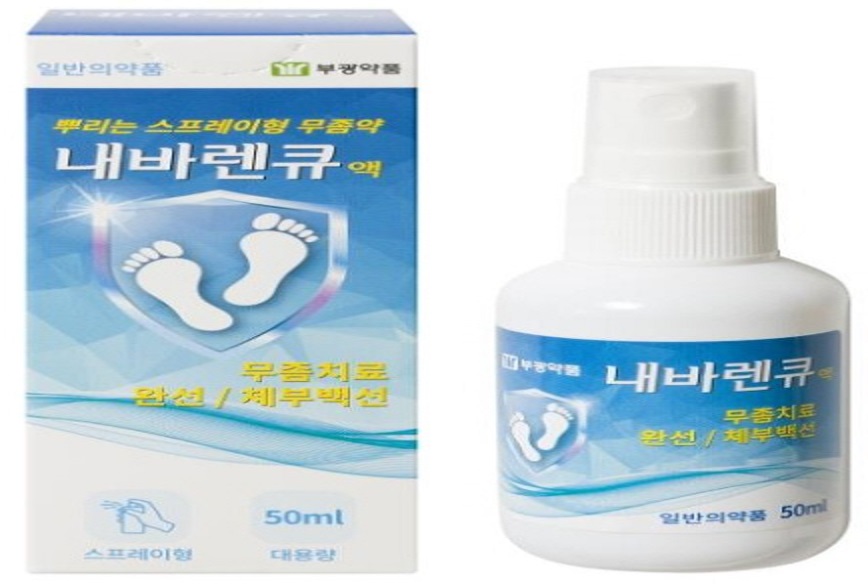 일반의약품
부광약품
뿌리는 스프레이형 무좀약
내바렌큐 액
무좀치료
완선 / 체부백선
스프레이형
50ml
대용량
부광약품
내바렌큐 액
무좀치료
완선 / 체부백선
일반의약품 50ml